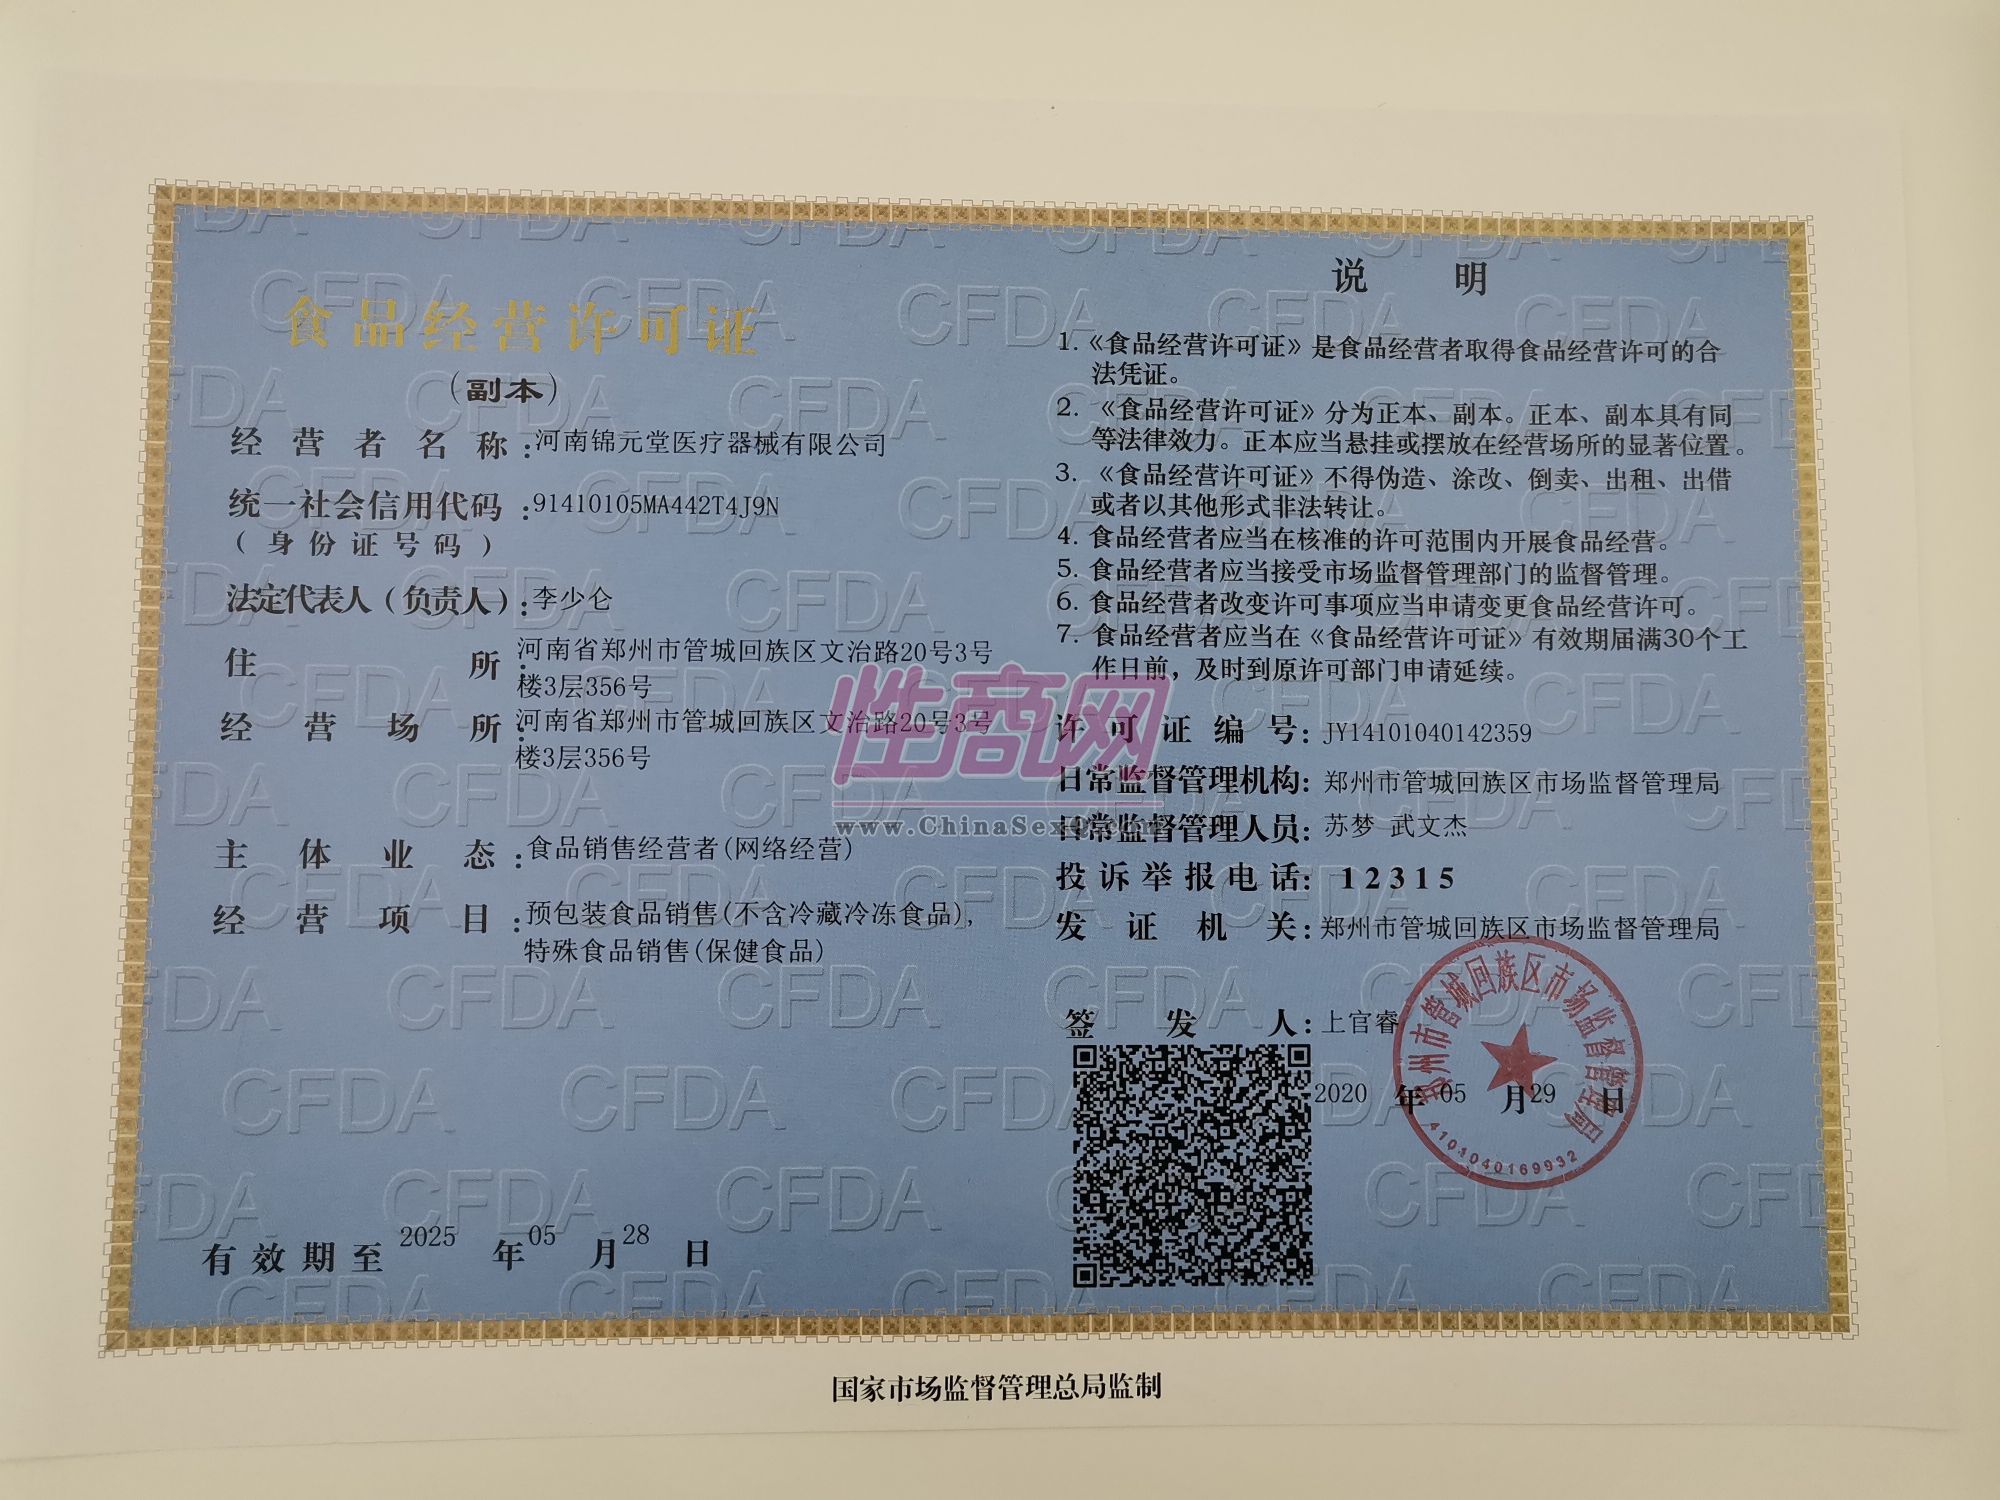 食品经营许可证
（副本）
经营者名称：河南锦元堂医疗器械有限公司
统一社会信用代码：91410105MA442T4J9N
（身份证号码）
法定代表人（负责人）：李少仑
住所：河南省郑州市管城回族区文治路20号3号
楼3层356号
经营场所：河南省郑州市管城回族区文治路20号3号
楼3层356号
主体业态：食品销售经营者(网络经营)
经营项目：预包装食品销售(不含冷藏冷冻食品),
特殊食品销售(保健食品)
有效期至 2025 年 05 月 28 日
说明
1.《食品经营许可证》是食品经营者取得食品经营许可的合
法凭证。
2.《食品经营许可证》分为正本、副本。正本、副本具有同
等法律效力。正本应当悬挂或摆放在经营场所的显著位置。
3.《食品经营许可证》不得伪造、涂改、倒卖、出租、出借
或者以其他形式非法转让。
4.食品经营者应当在核准的许可范围内开展食品经营。
5.食品经营者应当接受市场监督管理部门的监督管理。
6.食品经营者改变许可事项应当申请变更食品经营许可。
7.食品经营者应当在《食品经营许可证》有效期届满30个工
作日前，及时到原许可部门申请延续。
许可证编号：JY14101040142359
日常监督管理机构：郑州市管城回族区市场监督管理局
日常监督管理人员：苏梦 武文杰
投诉举报电话：12315
发证机关：郑州市管城回族区市场监督管理局
签发人：上官睿
2020 年 05 月 29 日
郑州市管城回族区市场监督管理局
4101040169932
性商网
www.ChinaSexQ.com
CFDA
国家市场监督管理总局监制